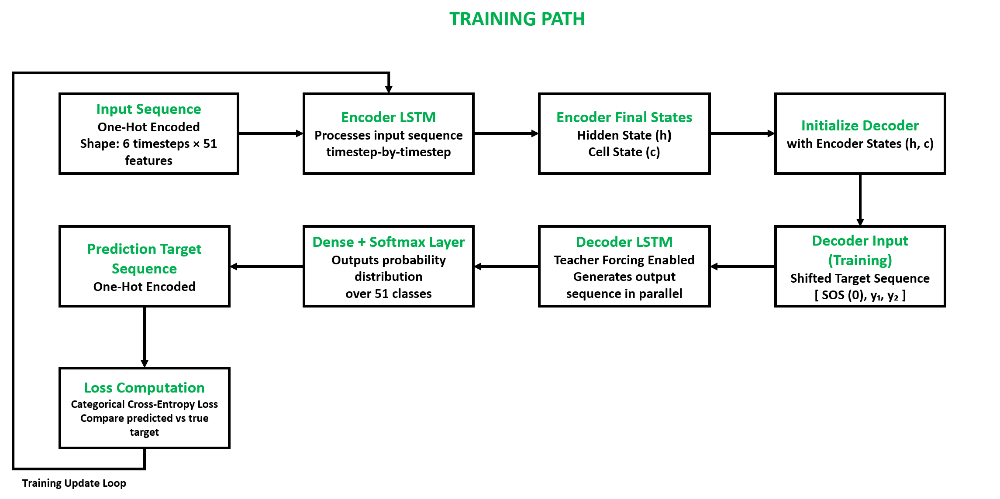 TRAINING PATH
Input Sequence
One-Hot Encoded
Shape: 6 timesteps × 51
features
Encoder LSTM
Processes input sequence
timestep-by-timestep
Encoder Final States
Hidden State (h)
Cell State (c)
Initialize Decoder
with Encoder States (h, c)
Decoder Input
(Training)
Shifted Target Sequence
[ SOS (0), y₁, y₂ ]
Decoder LSTM
Teacher Forcing Enabled
Generates output
sequence in parallel
Dense + Softmax Layer
Outputs probability
distribution
over 51 classes
Prediction Target
Sequence
One-Hot Encoded
Loss Computation
Categorical Cross-Entropy Loss
Compare predicted vs true
target
Training Update Loop